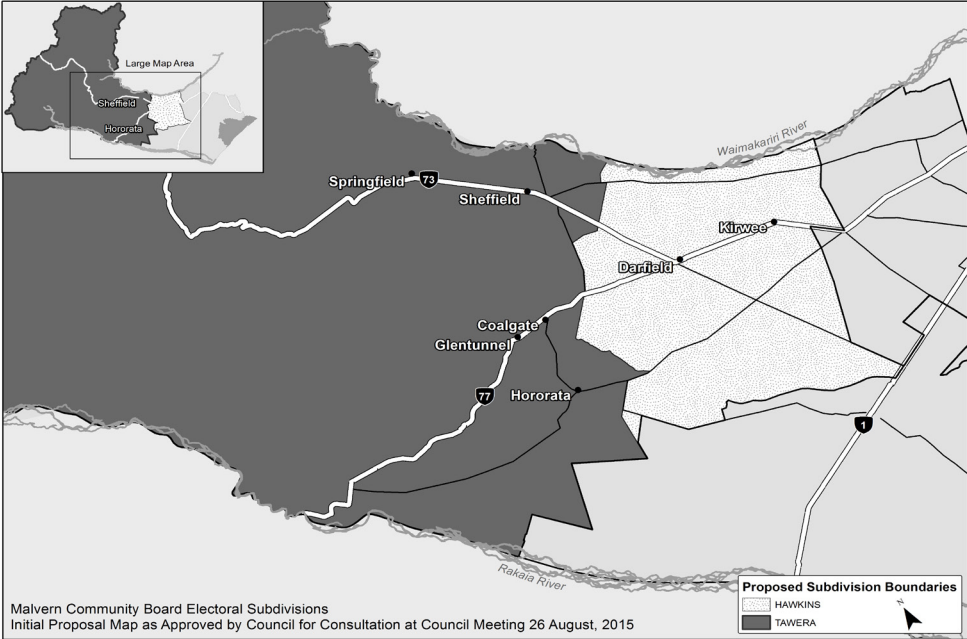 Large Map Area
Sheffield
Hororata
Waimakariri River
Springfield
73
Sheffield
Kirwee
Darfield
Coalgate
Glentunnel
77
Hororata
1
Rakaia River
Proposed Subdivision Boundaries
HAWKINS
TAWERA
N
Malvern Community Board Electoral Subdivisions
Initial Proposal Map as Approved by Council for Consultation at Council Meeting 26 August, 2015